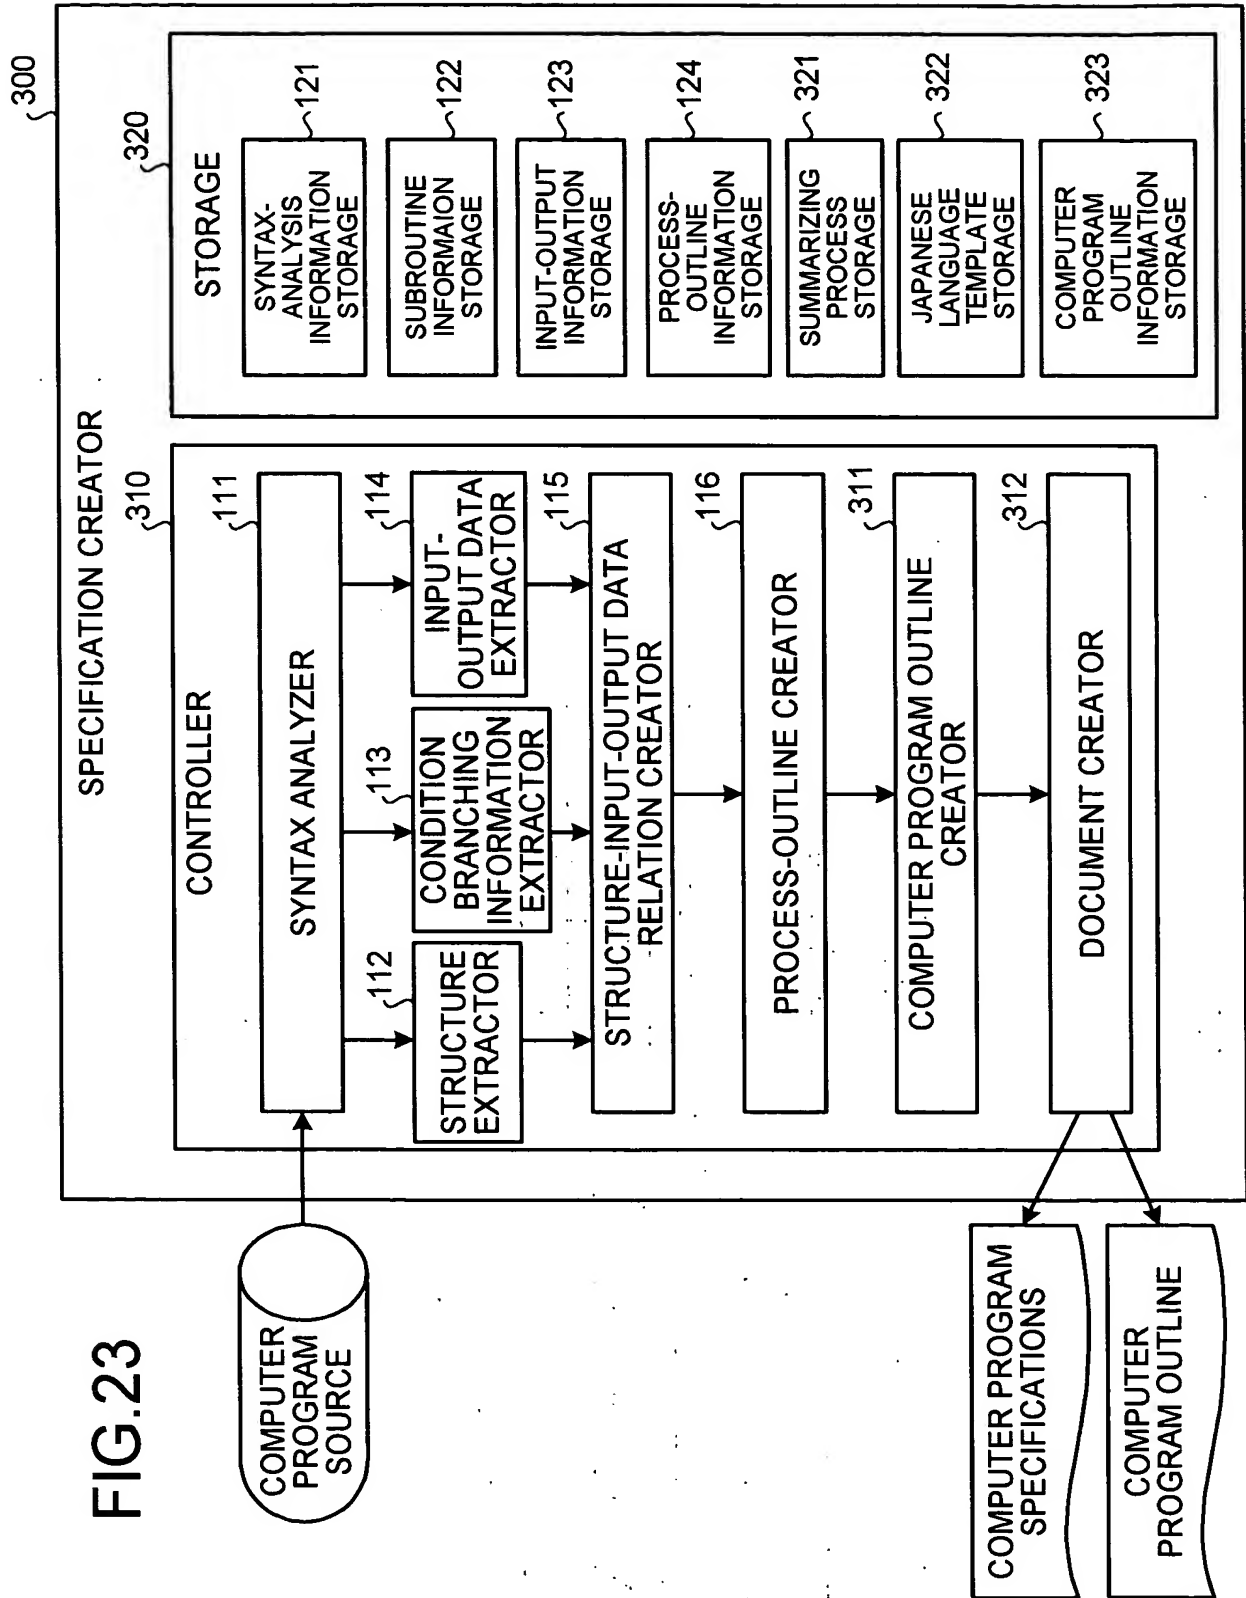 FIG.23
COMPUTER
PROGRAM
SOURCE
SPECIFICATION CREATOR
300
CONTROLLER
310
SYNTAX ANALYZER
111
STRUCTURE
EXTRACTOR
112
CONDITION
BRANCHING
INFORMATION
EXTRACTOR
113
INPUT-
OUTPUT DATA
EXTRACTOR
114
STRUCTURE-INPUT-OUTPUT DATA
RELATION CREATOR
115
PROCESS-OUTLINE CREATOR
116
COMPUTER PROGRAM OUTLINE
CREATOR
311
DOCUMENT CREATOR
312
STORAGE
320
SYNTAX-
ANALYSIS
INFORMATION
STORAGE
121
SUBROUTINE
INFORMAION
STORAGE
122
INPUT-OUTPUT
INFORMATION
STORAGE
123
PROCESS-
OUTLINE
INFORMATION
STORAGE
124
SUMMARIZING
PROCESS
STORAGE
321
JAPANESE
LANGUAGE
TEMPLATE
STORAGE
322
COMPUTER
PROGRAM
OUTLINE
INFORMATION
STORAGE
323
COMPUTER PROGRAM
SPECIFICATIONS
COMPUTER
PROGRAM OUTLINE